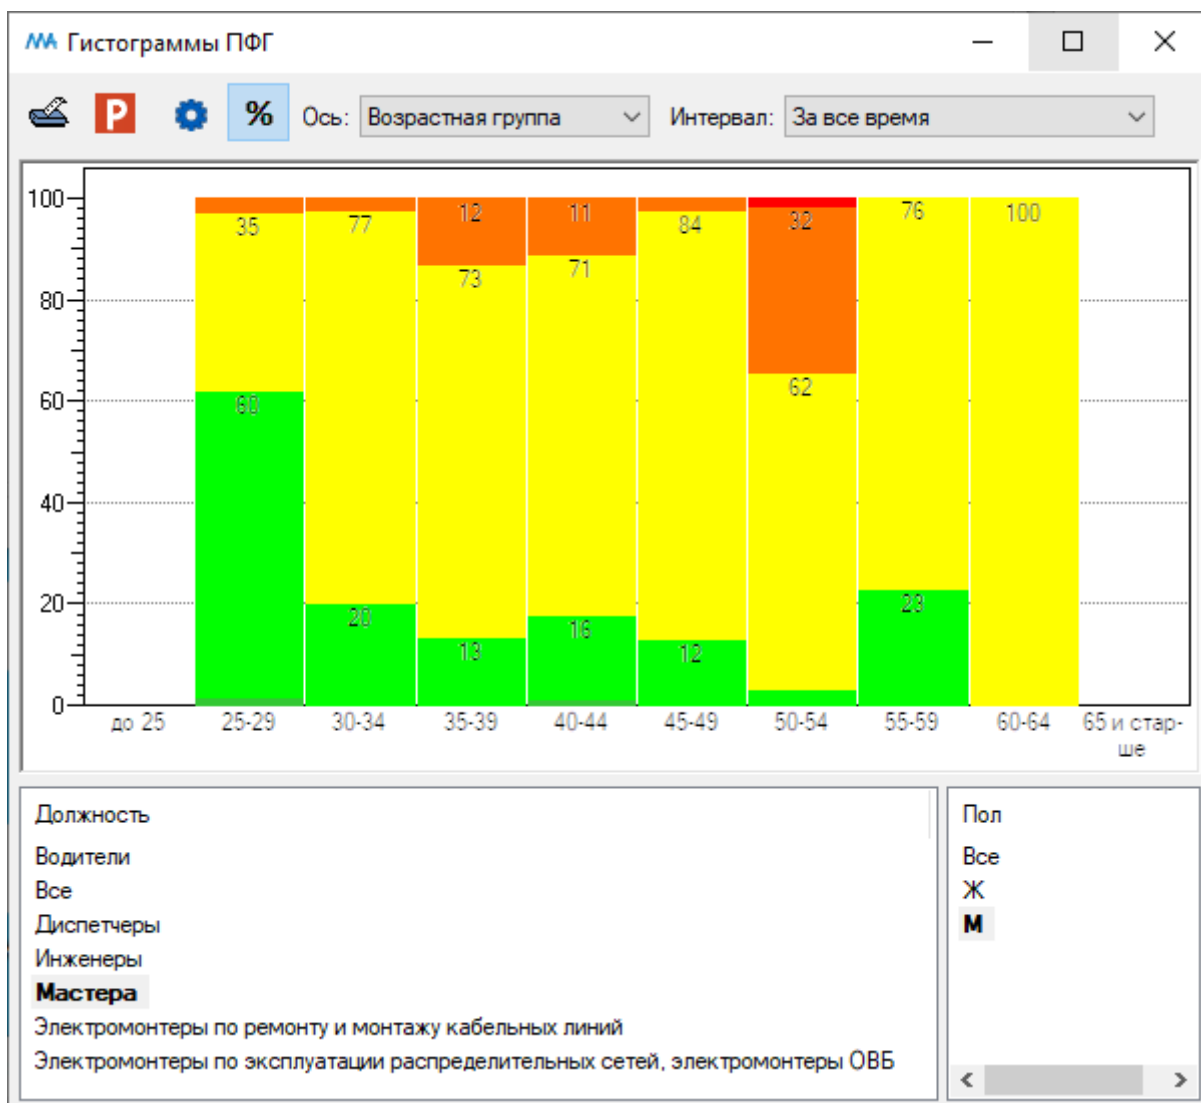 Гистограммы ПФГ
P % Ось: Возрастная группа Интервал: За все время
100
35 77 12 11 84 32 76 100
73 71
80
62
60
60
40
20
20 13 16 12 23
0
до 25 25-29 30-34 35-39 40-44 45-49 50-54 55-59 60-64 65 и стар-
ше
Должность
Водители
Все
Диспетчеры
Инженеры
Мастера
Электромонтеры по ремонту и монтажу кабельных линий
Электромонтеры по эксплуатации распределительных сетей, электромонтеры ОВБ
Пол
Все
Ж
М